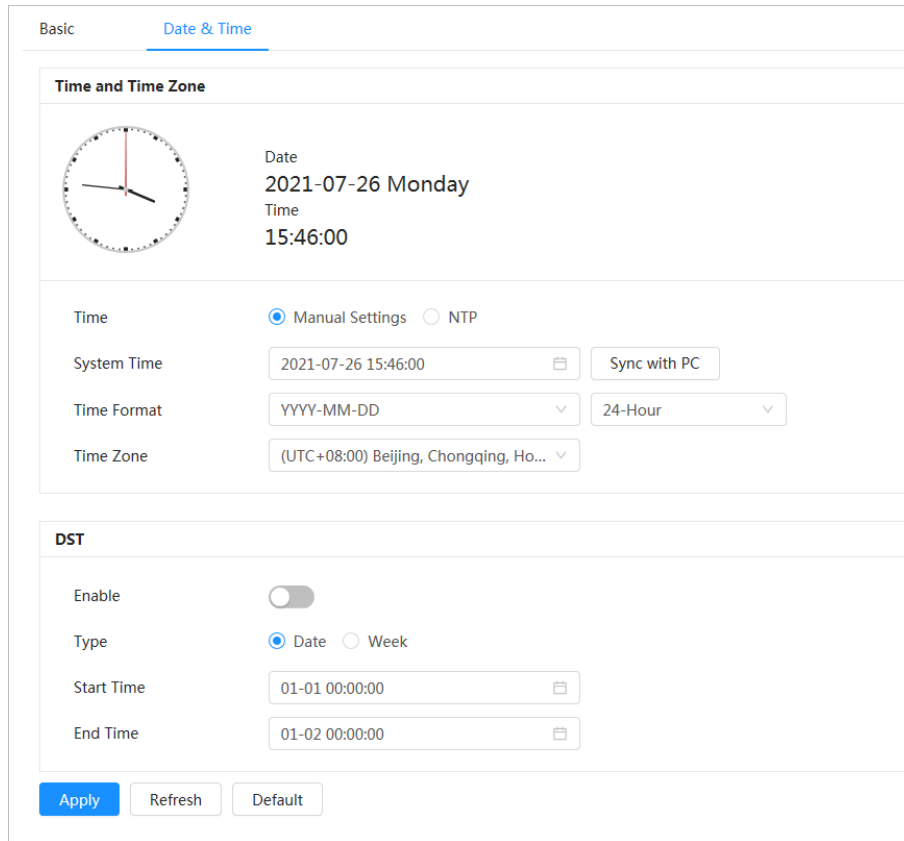 Basic Date & Time
Time and Time Zone
Date
2021-07-26 Monday
Time
15:46:00
Time Manual Settings NTP
System Time 2021-07-26 15:46:00 Sync with PC
Time Format YYYY-MM-DD 24-Hour
Time Zone (UTC+08:00) Beijing, Chongqing, Ho...
DST
Enable
Type Date Week
Start Time 01-01 00:00:00
End Time 01-02 00:00:00
Apply Refresh Default